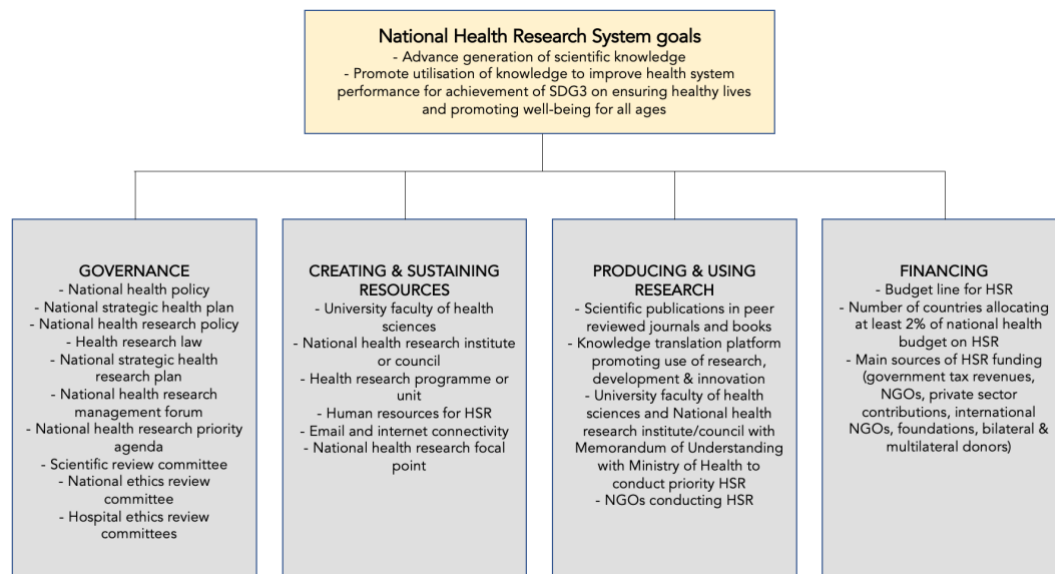 National Health Research System goals
- Advance generation of scientific knowledge
- Promote utilisation of knowledge to improve health system
performance for achievement of SDG3 on ensuring healthy lives
and promoting well-being for all ages
GOVERNANCE
- National health policy
- National strategic health plan
- National health research policy
- Health research law
- National strategic health
research plan
- National health research
management forum
- National health research priority
agenda
- Scientific review committee
- National ethics review
committee
- Hospital ethics review
committees
CREATING & SUSTAINING
RESOURCES
- University faculty of health
sciences
- National health research institute
or council
- Health research programme or
unit
- Human resources for HSR
- Email and internet connectivity
- National health research focal
point
PRODUCING & USING
RESEARCH
- Scientific publications in peer
reviewed journals and books
- Knowledge translation platform
promoting use of research,
development & innovation
- University faculty of health
sciences and National health
research institute/council with
Memorandum of Understanding
with Ministry of Health to
conduct priority HSR
- NGOs conducting HSR
FINANCING
- Budget line for HSR
- Number of countries allocating
at least 2% of national health
budget on HSR
- Main sources of HSR funding
(government tax revenues,
NGOs, private sector
contributions, international
NGOs, foundations, bilateral &
multilateral donors)